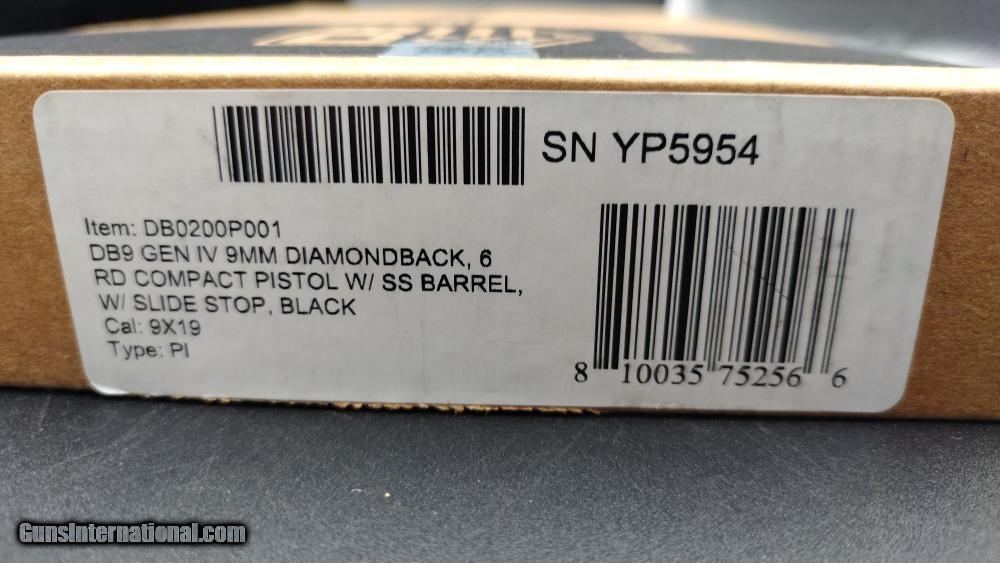 SN YP5954
Item: DB0200P001
DB9 GEN IV 9MM DIAMONDBACK, 6
RD COMPACT PISTOL W/ SS BARREL,
W/ SLIDE STOP, BLACK
Cal: 9X19
Type: PI
8 10035 75256 6
GunsInternational.com